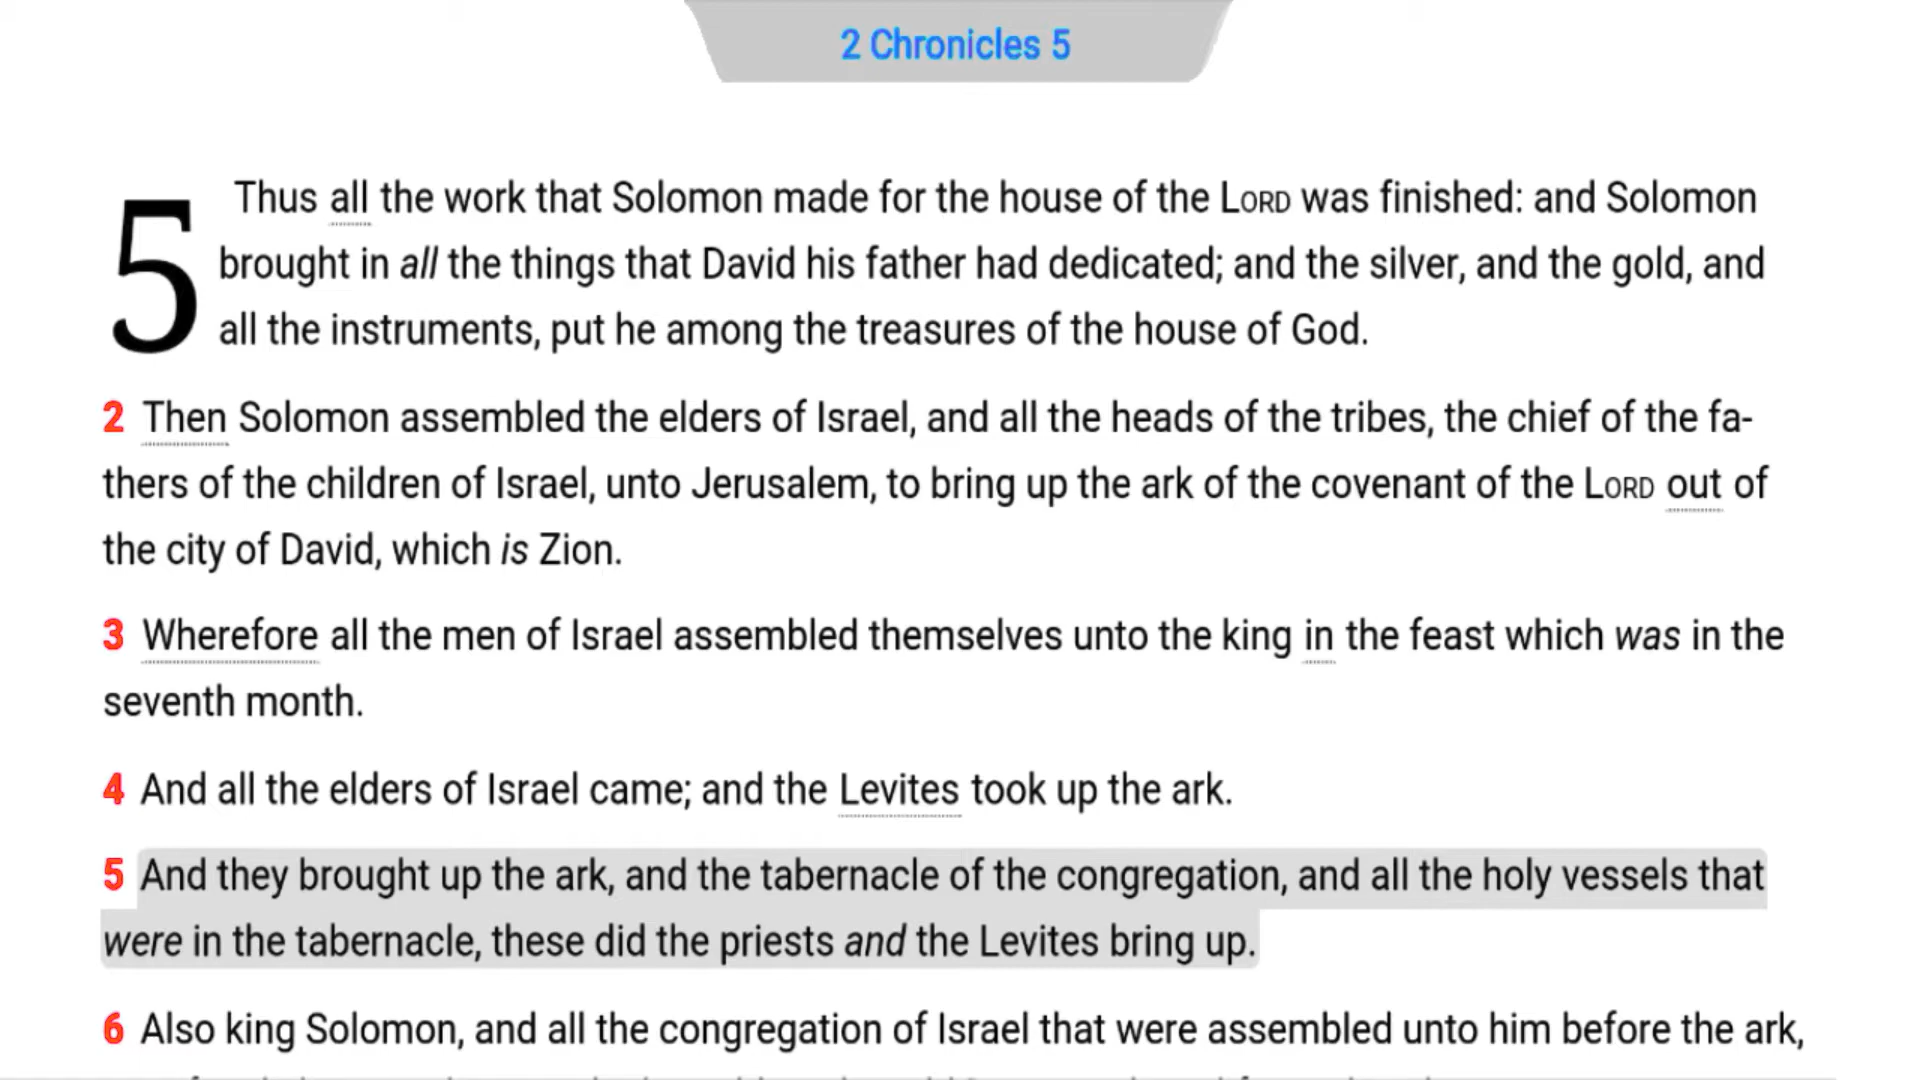 2 Chronicles 5
5 Thus all the work that Solomon made for the house of the LORD was finished: and Solomon
brought in all the things that David his father had dedicated; and the silver, and the gold, and
all the instruments, put he among the treasures of the house of God.
2 Then Solomon assembled the elders of Israel, and all the heads of the tribes, the chief of the fa-
thers of the children of Israel, unto Jerusalem, to bring up the ark of the covenant of the LORD out of
the city of David, which is Zion.
3 Wherefore all the men of Israel assembled themselves unto the king in the feast which was in the
seventh month.
4 And all the elders of Israel came; and the Levites took up the ark.
5 And they brought up the ark, and the tabernacle of the congregation, and all the holy vessels that
were in the tabernacle, these did the priests and the Levites bring up.
6 Also king Solomon, and all the congregation of Israel that were assembled unto him before the ark,